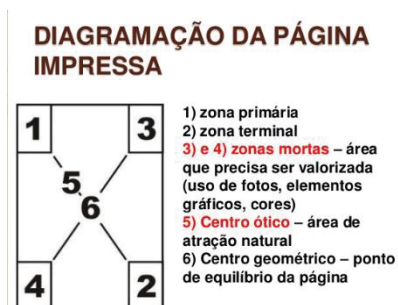 DIAGRAMAÇÃO DA PÁGINA
IMPRESSA
1 3
5
6
4 2
1) zona primária
2) zona terminal
3) e 4) zonas mortas – área
que precisa ser valorizada
(uso de fotos, elementos
gráficos, cores)
5) Centro ótico – área de
atração natural
6) Centro geométrico – ponto
de equilíbrio da página